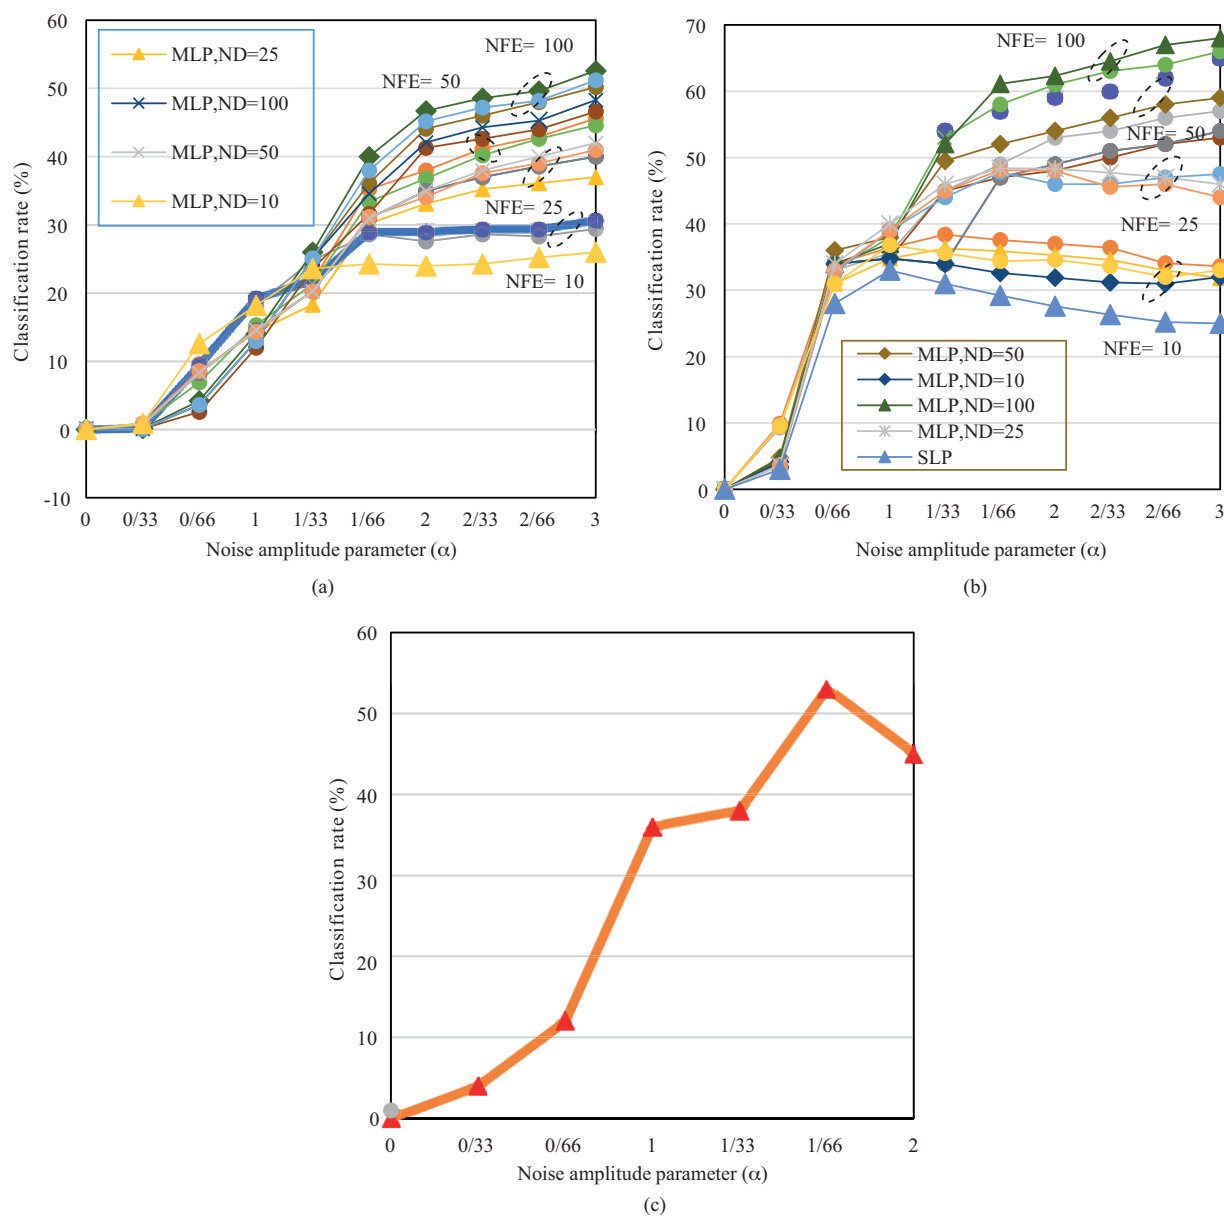 60
50
40
30
20
10
0
-10
Classification rate (%)
MLP,ND=25
MLP,ND=100
MLP,ND=50
MLP,ND=10
NFE= 100
NFE= 50
NFE= 25
NFE= 10
0 0/33 0/66 1 1/33 1/66 2 2/33 2/66 3
Noise amplitude parameter (α)
(a)
70
60
50
40
30
20
10
0
Classification rate (%)
NFE= 100
NFE= 50
NFE= 25
NFE= 10
MLP,ND=50
MLP,ND=10
MLP,ND=100
MLP,ND=25
SLP
0 0/33 0/66 1 1/33 1/66 2 2/33 2/66 3
Noise amplitude parameter (α)
(b)
60
50
40
30
20
10
0
Classification rate (%)
0 0/33 0/66 1 1/33 1/66 2
Noise amplitude parameter (α)
(c)